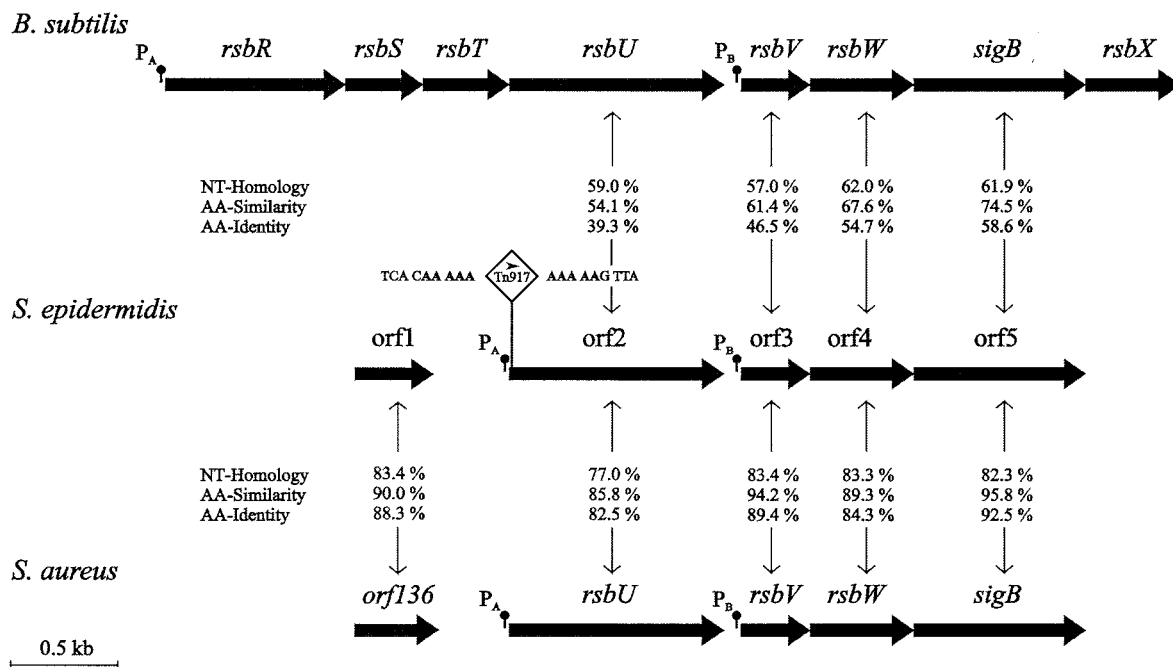 B. subtilis
PA rsbR rsbS rsbT rsbU PB rsbV rsbW sigB rsbX
NT-Homology 59.0 % 57.0 % 62.0 % 61.9 %
AA-Similarity 54.1 % 61.4 % 67.6 % 74.5 %
AA-Identity 39.3 % 46.5 % 54.7 % 58.6 %
TCA CAA AAA Tn917 AAA AAG TTA
S. epidermidis
orf1 PA orf2 PB orf3 orf4 orf5
NT-Homology 83.4 % 77.0 % 83.4 % 83.3 % 82.3 %
AA-Similarity 90.0 % 85.8 % 94.2 % 89.3 % 95.8 %
AA-Identity 88.3 % 82.5 % 89.4 % 84.3 % 92.5 %
S. aureus
orf136 PA rsbU PB rsbV rsbW sigB
0.5 kb